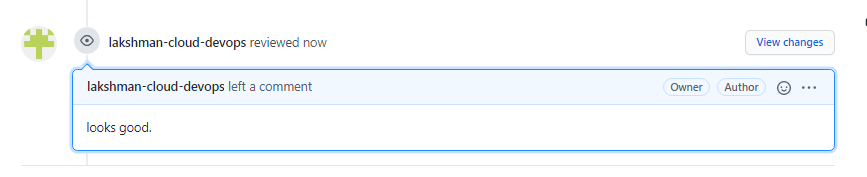 lakshman-cloud-devops reviewed now View changes
lakshman-cloud-devops left a comment Owner Author
looks good.